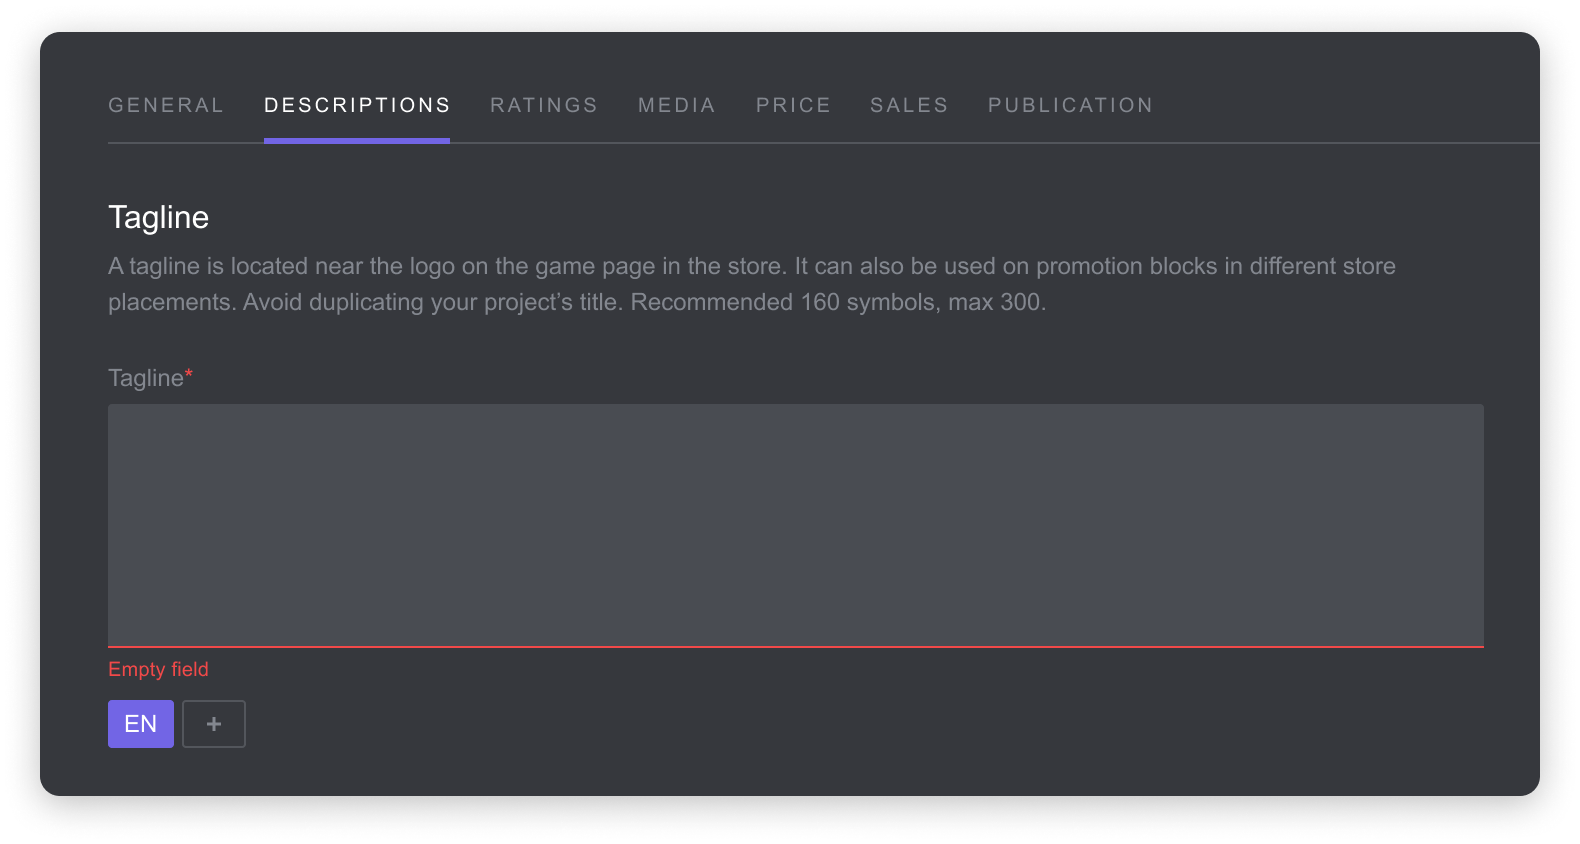 GENERAL DESCRIPTIONS RATINGS MEDIA PRICE SALES PUBLICATION
Tagline
A tagline is located near the logo on the game page in the store. It can also be used on promotion blocks in different store
placements. Avoid duplicating your project’s title. Recommended 160 symbols, max 300.
Tagline*
Empty field
EN +